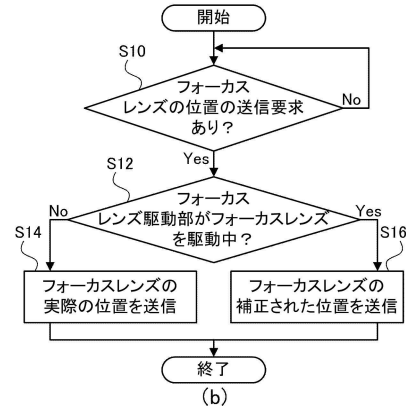 開始
S10
フォーカス
レンズの位置の送信要求
あり？
No
Yes
S12
フォーカス
レンズ駆動部がフォーカスレンズ
を駆動中？
No
Yes
S14
S16
フォーカスレンズの
実際の位置を送信
フォーカスレンズの
補正された位置を送信
終了
(b)